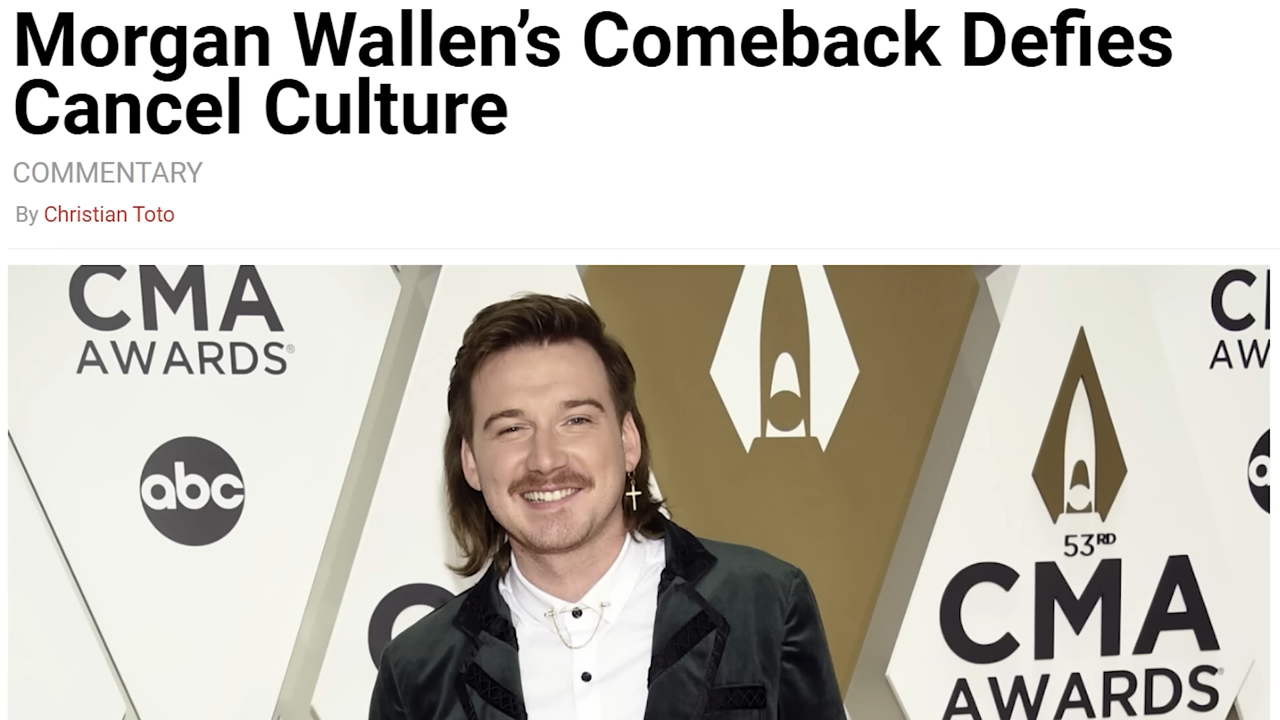 Morgan Wallen’s Comeback Defies
Cancel Culture
COMMENTARY
By Christian Toto
CMA
AWARDS®
abc
53RD
CMA
AWARDS